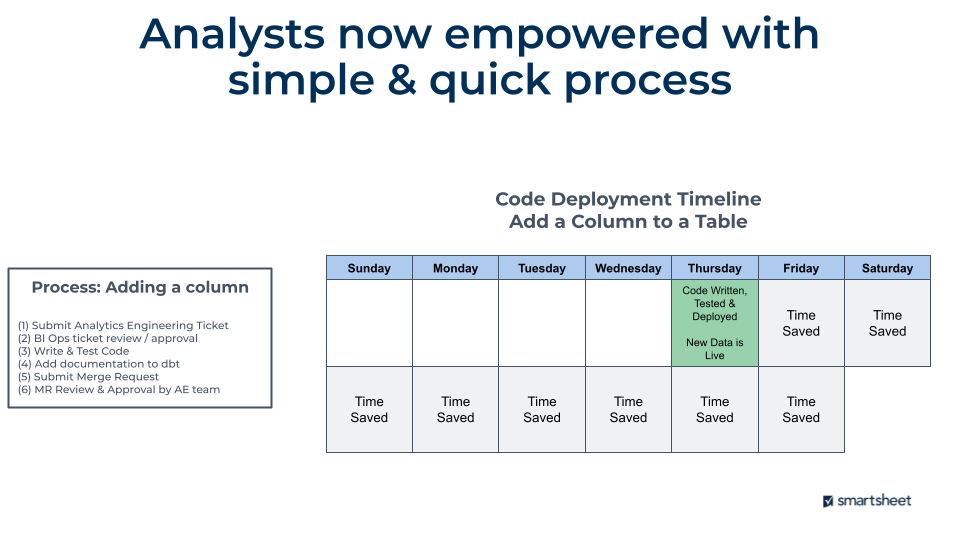 Analysts now empowered with
simple & quick process
Code Deployment Timeline
Add a Column to a Table
Process: Adding a column
(1) Submit Analytics Engineering Ticket
(2) BI Ops ticket review / approval
(3) Write & Test Code
(4) Add documentation to dbt
(5) Submit Merge Request
(6) MR Review & Approval by AE team
Sunday Monday Tuesday Wednesday Thursday Friday Saturday
Code Written,
Tested &
Deployed
New Data is
Live
Time
Saved
Time
Saved
Time
Saved
Time
Saved
Time
Saved
Time
Saved
Time
Saved
Time
Saved
smartsheet